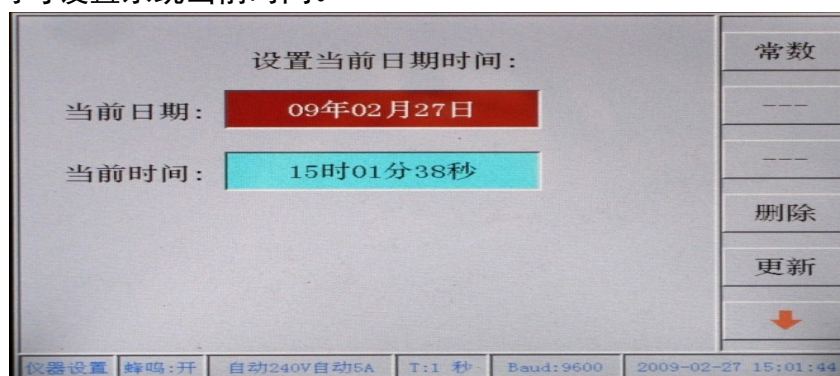 设置当前日期时间:
当前日期: 09年02月27日
当前时间: 15时01分38秒
常数
---
---
删除
更新
仪器设置 蜂鸣:开 自动240V自动5A T:1 秒 Baud:9600 2009-02-27 15:01:44